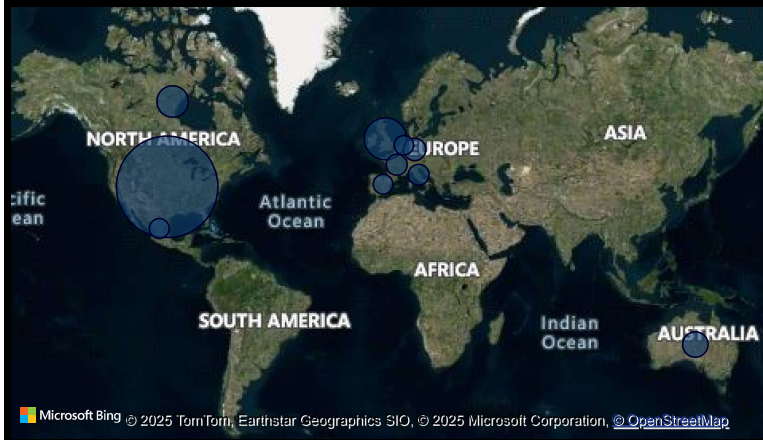 NORTH AMERICA
ASIA
EUROPE
cific
ean
Atlantic
Ocean
AFRICA
SOUTH AMERICA
Indian
Ocean
AUSTRALIA
Microsoft Bing
© 2025 TomTom, Earthstar Geographics SIO, © 2025 Microsoft Corporation, © OpenStreetMap